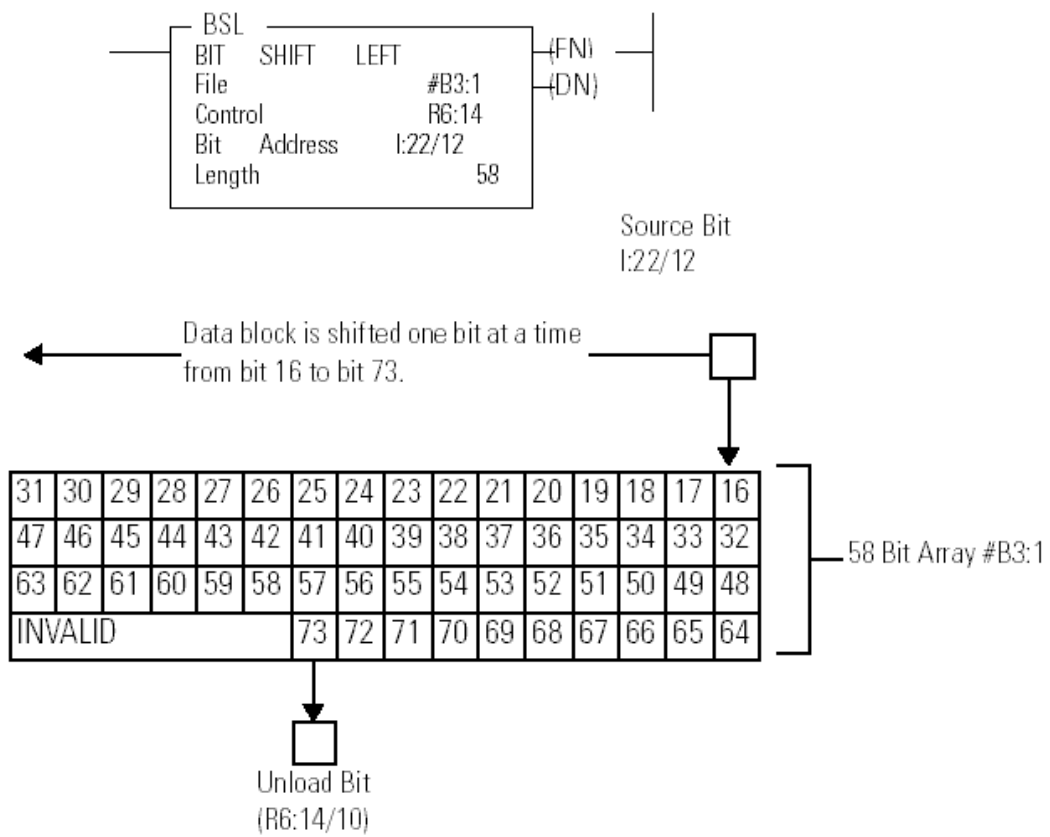 BSL
BIT SHIFT LEFT
File #B3:1
Control R6:14
Bit Address I:22/12
Length 58
(FN)
(DN)
Source Bit
I:22/12
Data block is shifted one bit at a time
from bit 16 to bit 73.
31 30 29 28 27 26 25 24 23 22 21 20 19 18 17 16
47 46 45 44 43 42 41 40 39 38 37 36 35 34 33 32
63 62 61 60 59 58 57 56 55 54 53 52 51 50 49 48
INVALID 73 72 71 70 69 68 67 66 65 64
58 Bit Array #B3:1
Unload Bit
(R6:14/10)